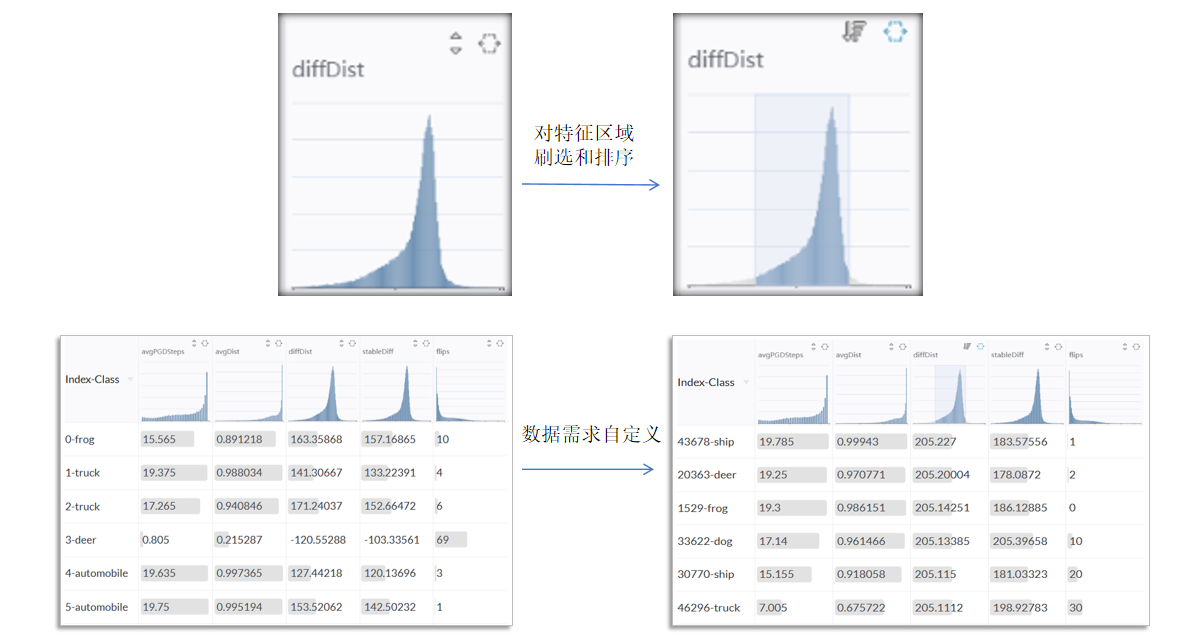 diffDist
对特征区域
刷选和排序
diffDist
avgPGDSteps avgDist diffDist stableDiff flips
Index-Class
0-frog 15.565 0.891218 163.35868 157.16865 10
1-truck 19.375 0.988034 141.30667 133.22391 4
2-truck 17.265 0.940846 171.24037 152.66472 6
3-deer 0.805 0.215287 -120.55288 -103.33561 69
4-automobile 19.635 0.997365 127.44218 120.13696 3
5-automobile 19.75 0.995194 153.52062 142.50232 1
数据需求自定义
avgPGDSteps avgDist diffDist stableDiff flips
Index-Class
43678-ship 19.785 0.99943 205.227 183.57556 1
20363-deer 19.25 0.970771 205.20004 178.0872 2
1529-frog 19.3 0.986151 205.14251 186.12885 0
33622-dog 17.14 0.961466 205.13385 205.39658 10
30770-ship 15.155 0.918058 205.115 181.03323 20
46296-truck 7.005 0.675722 205.1112 198.92783 30